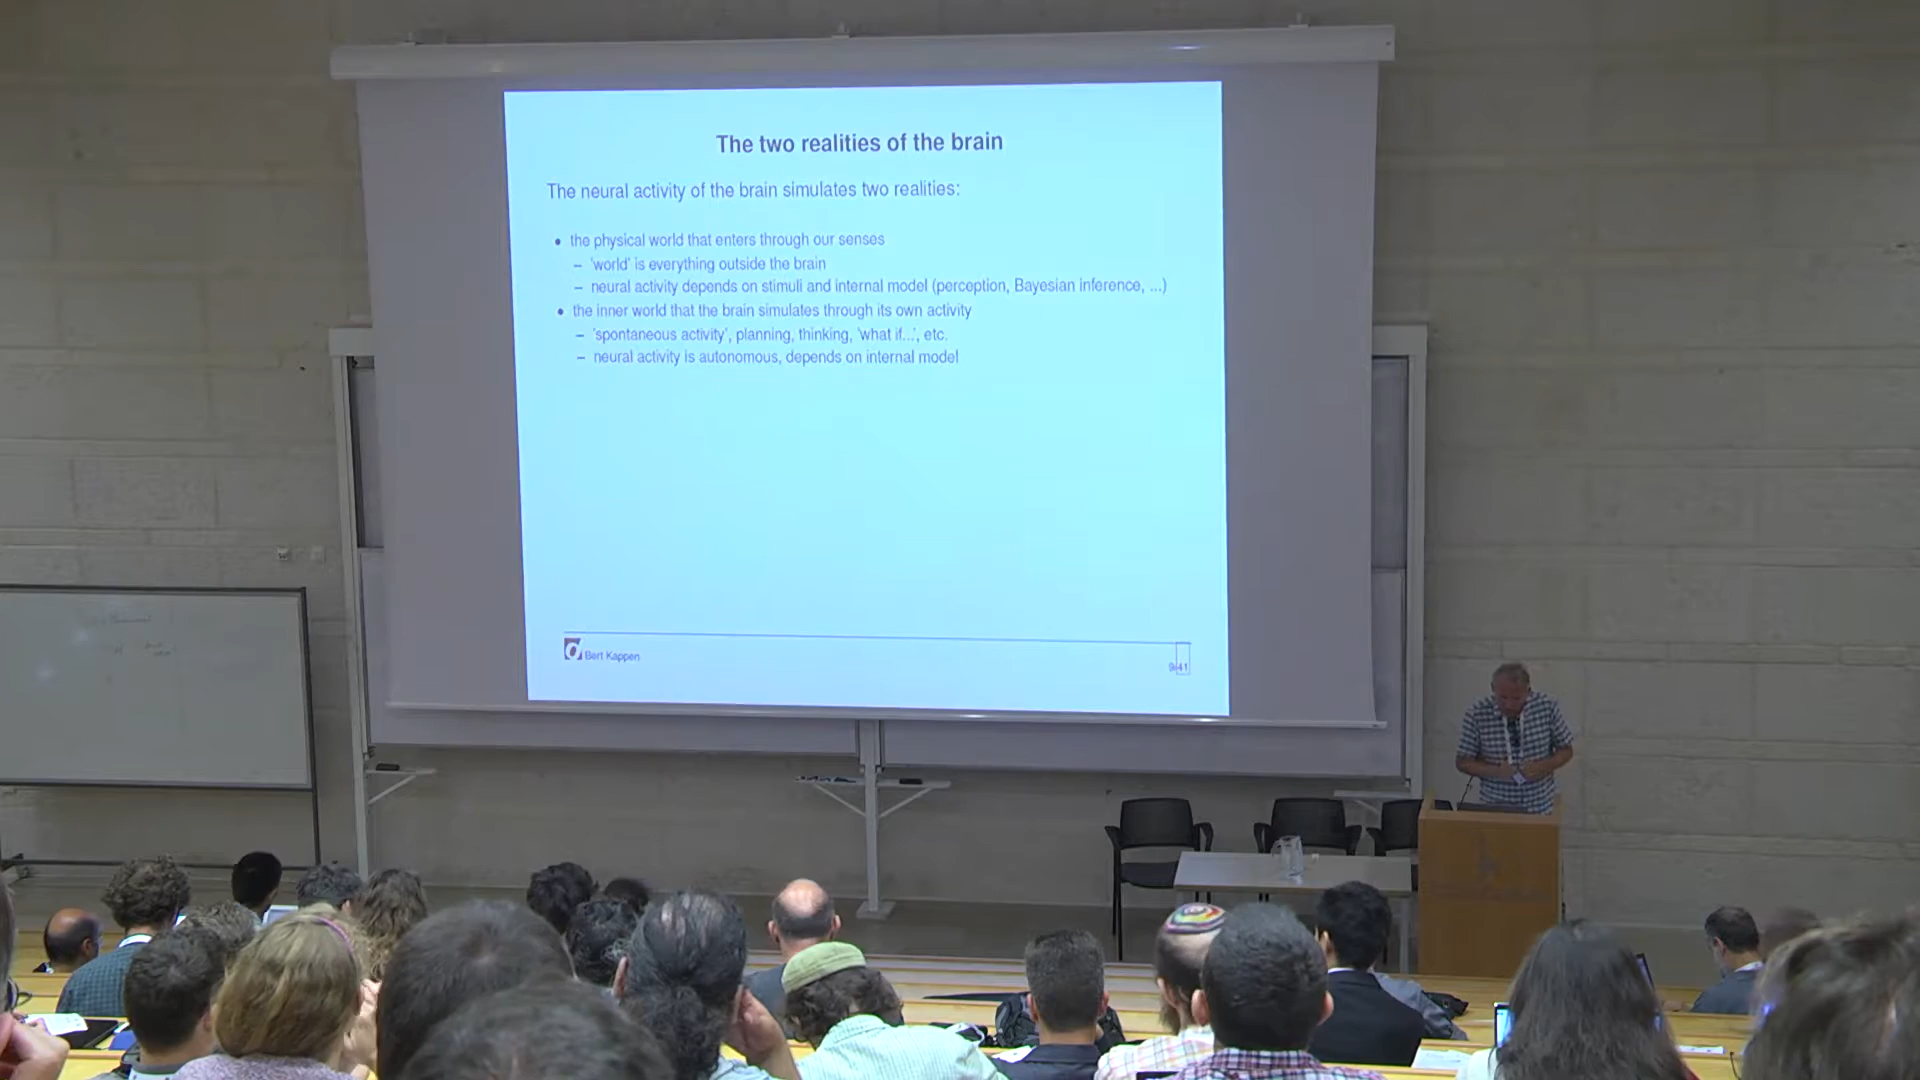 The two realities of the brain
The neural activity of the brain simulates two realities:
• the physical world that enters through our senses
– 'world' is everything outside the brain
– neural activity depends on stimuli and internal model (perception, Bayesian inference, ...)
• the inner world that the brain simulates through its own activity
– 'spontaneous activity', planning, thinking, 'what if...', etc.
– neural activity is autonomous, depends on internal model
Bert Kappen